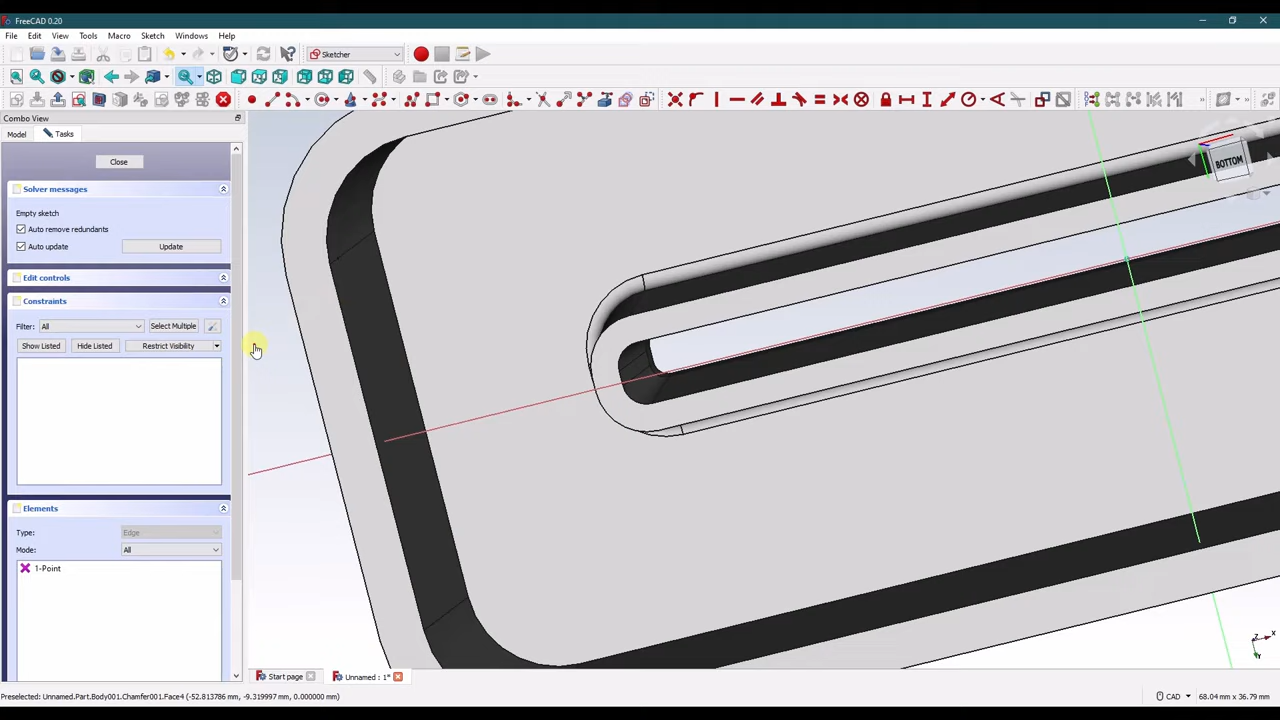 FreeCAD 0.20
File Edit View Tools Macro Sketch Windows Help
Sketcher
Combo View
Model Tasks
Close
Solver messages
Empty sketch
Auto remove redundants
Auto update Update
Edit controls
Constraints
Filter: All Select Multiple
Show Listed Hide Listed Restrict Visibility
Elements
Type: Edge
Mode: All
1-Point
BOTTOM
Z X
Y
Start page Unnamed : 1*
Preselected: Unnamed.Part.Body001.Chamfer001.Face4 (-52.813786 mm, -9.319997 mm, 0.000000 mm) CAD 68.04 mm x 36.79 mm